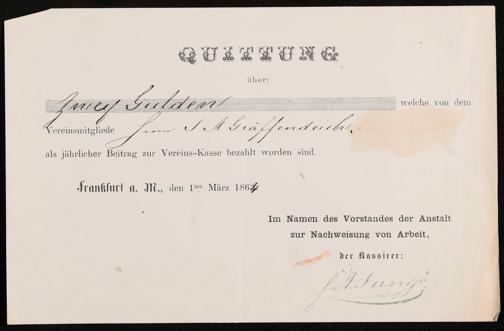 QUITTUNG
über:
Zwey Gulden welche von dem
Vereinsmitgliede Herrn J A Gräffendeich
als jährlicher Beitrag zur Vereins-Kasse bezahlt worden sind.
Frankfurt a. M., den 1ten März 1864
Im Namen des Vorstandes der Anstalt
zur Nachweisung von Arbeit,
der Kassirer: